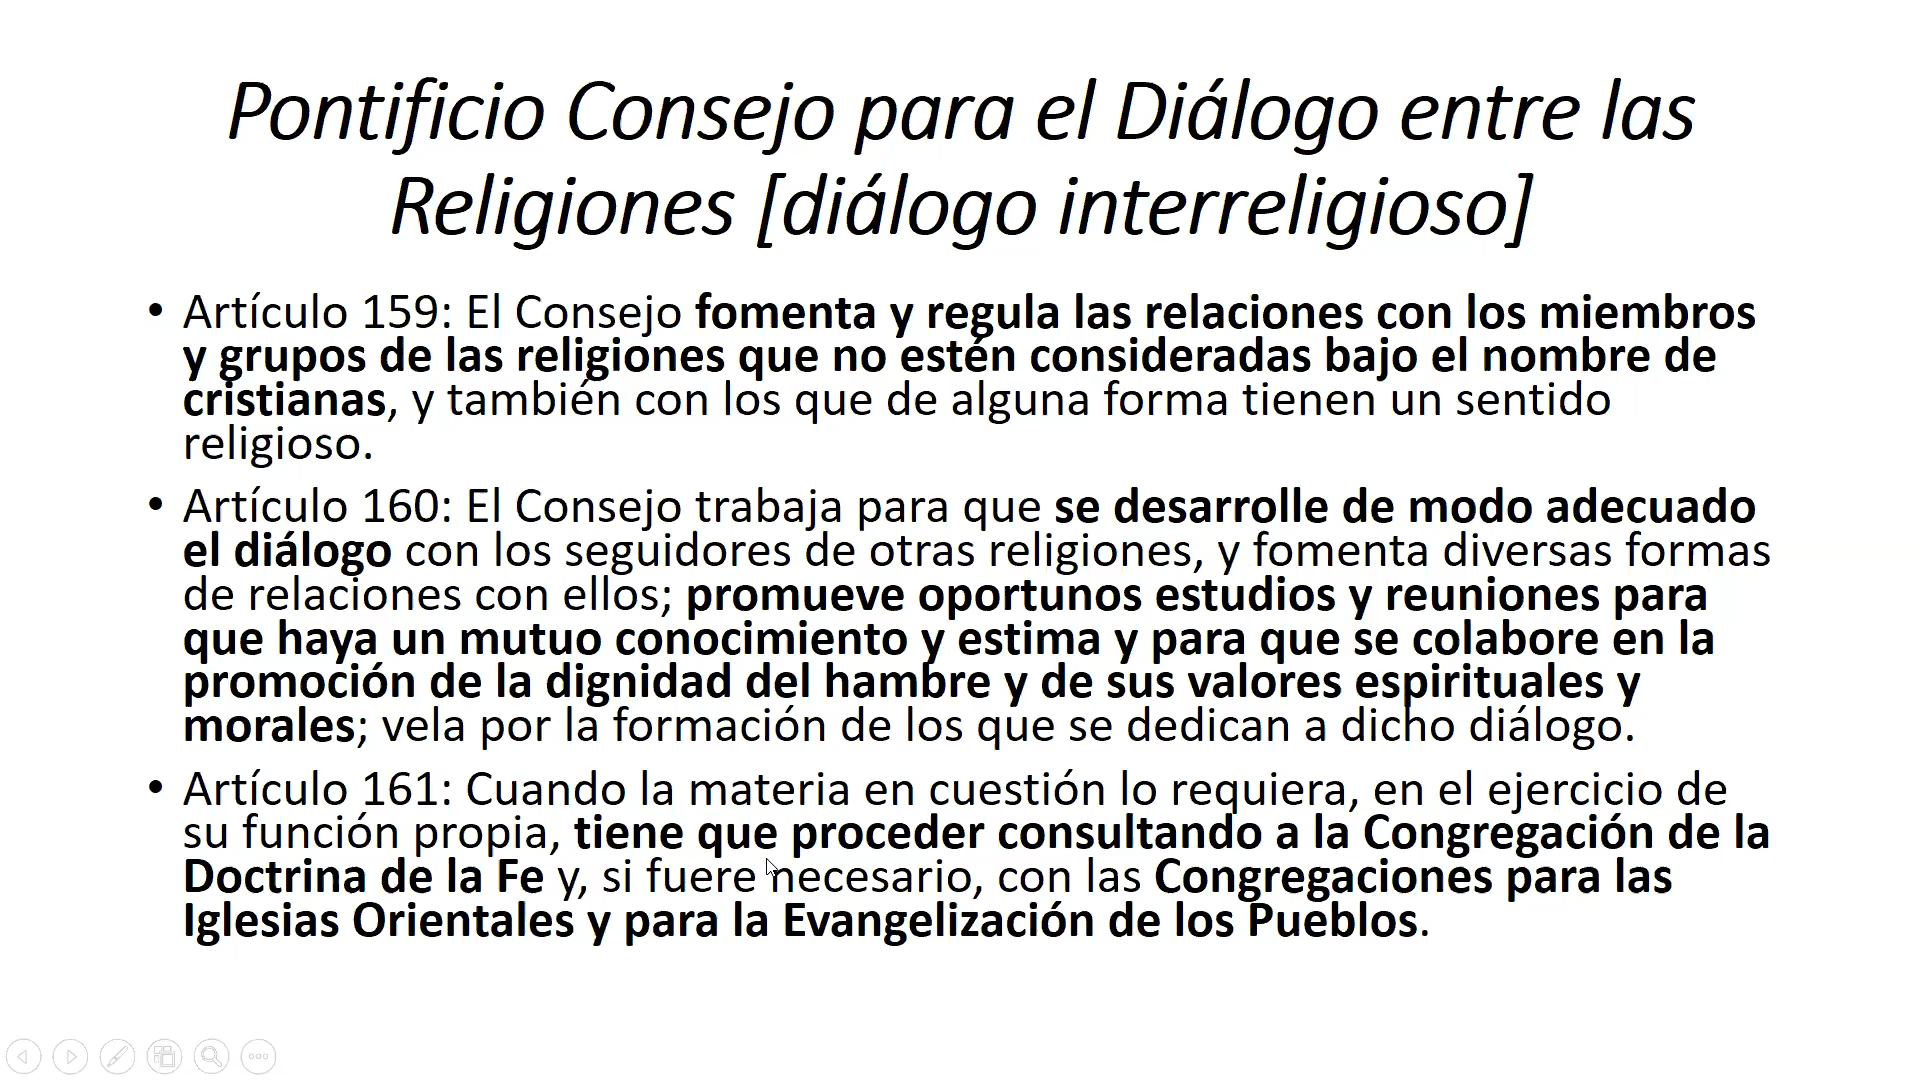 Pontificio Consejo para el Diálogo entre las
Religiones [diálogo interreligioso]
• Artículo 159: El Consejo fomenta y regula las relaciones con los miembros
y grupos de las religiones que no estén consideradas bajo el nombre de
cristianas, y también con los que de alguna forma tienen un sentido
religioso.
• Artículo 160: El Consejo trabaja para que se desarrolle de modo adecuado
el diálogo con los seguidores de otras religiones, y fomenta diversas formas
de relaciones con ellos; promueve oportunos estudios y reuniones para
que haya un mutuo conocimiento y estima y para que se colabore en la
promoción de la dignidad del hambre y de sus valores espirituales y
morales; vela por la formación de los que se dedican a dicho diálogo.
• Artículo 161: Cuando la materia en cuestión lo requiera, en el ejercicio de
su función propia, tiene que proceder consultando a la Congregación de la
Doctrina de la Fe y, si fuere necesario, con las Congregaciones para las
Iglesias Orientales y para la Evangelización de los Pueblos.